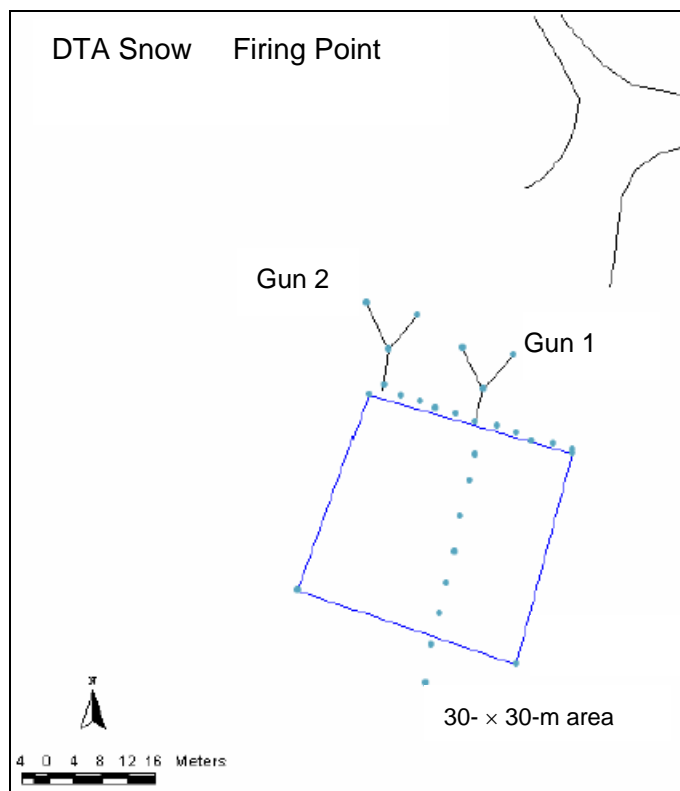 DTA Snow Firing Point
Gun 2
Gun 1
30- × 30-m area
N
4 0 4 8 12 16 Meters